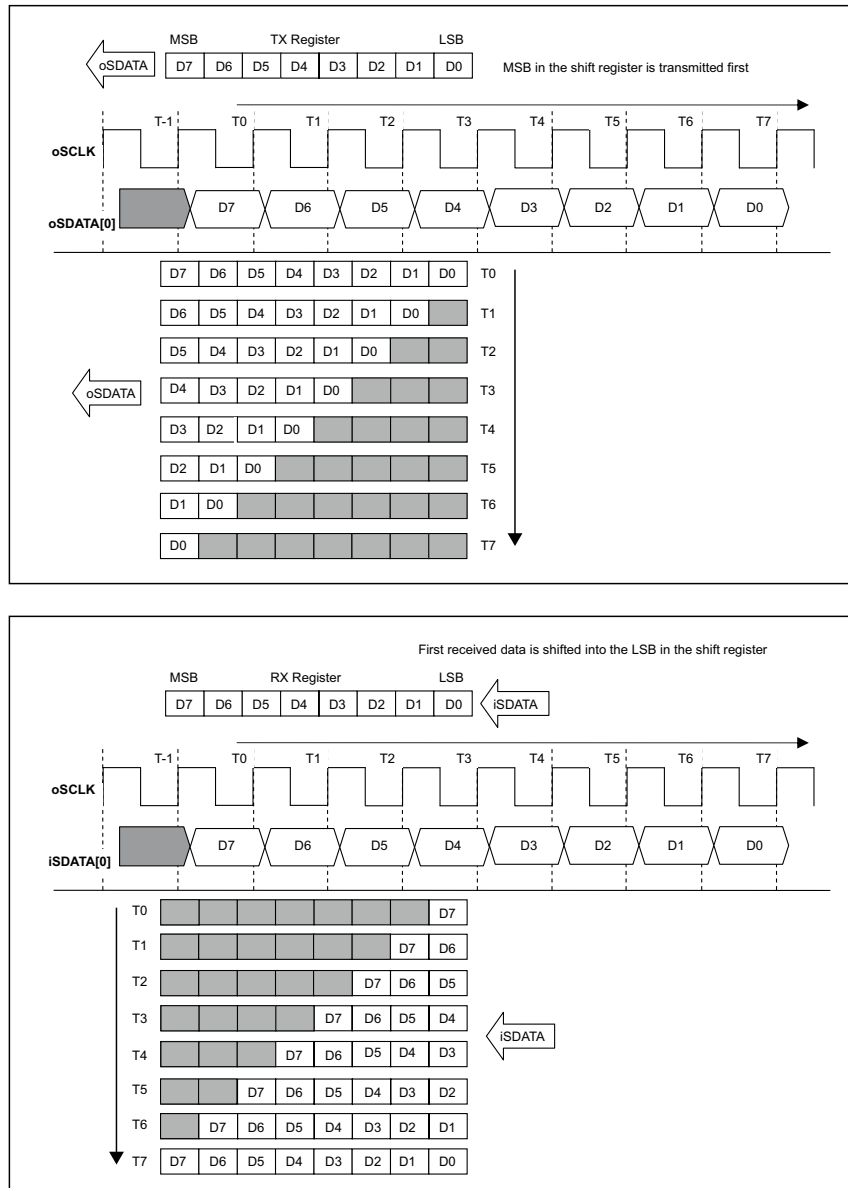 MSB TX Register LSB
oSDATA D7 D6 D5 D4 D3 D2 D1 D0 MSB in the shift register is transmitted first
T-1 T0 T1 T2 T3 T4 T5 T6 T7
oSCLK
oSDATA[0] D7 D6 D5 D4 D3 D2 D1 D0
D7 D6 D5 D4 D3 D2 D1 D0 T0
D6 D5 D4 D3 D2 D1 D0 T1
D5 D4 D3 D2 D1 D0 T2
oSDATA D4 D3 D2 D1 D0 T3
D3 D2 D1 D0 T4
D2 D1 D0 T5
D1 D0 T6
D0 T7
First received data is shifted into the LSB in the shift register
MSB RX Register LSB
D7 D6 D5 D4 D3 D2 D1 D0 iSDATA
T-1 T0 T1 T2 T3 T4 T5 T6 T7
oSCLK
iSDATA[0] D7 D6 D5 D4 D3 D2 D1 D0
T0 D7
T1 D7 D6
T2 D7 D6 D5
T3 D7 D6 D5 D4 iSDATA
T4 D7 D6 D5 D4 D3
T5 D7 D6 D5 D4 D3 D2
T6 D7 D6 D5 D4 D3 D2 D1
T7 D7 D6 D5 D4 D3 D2 D1 D0